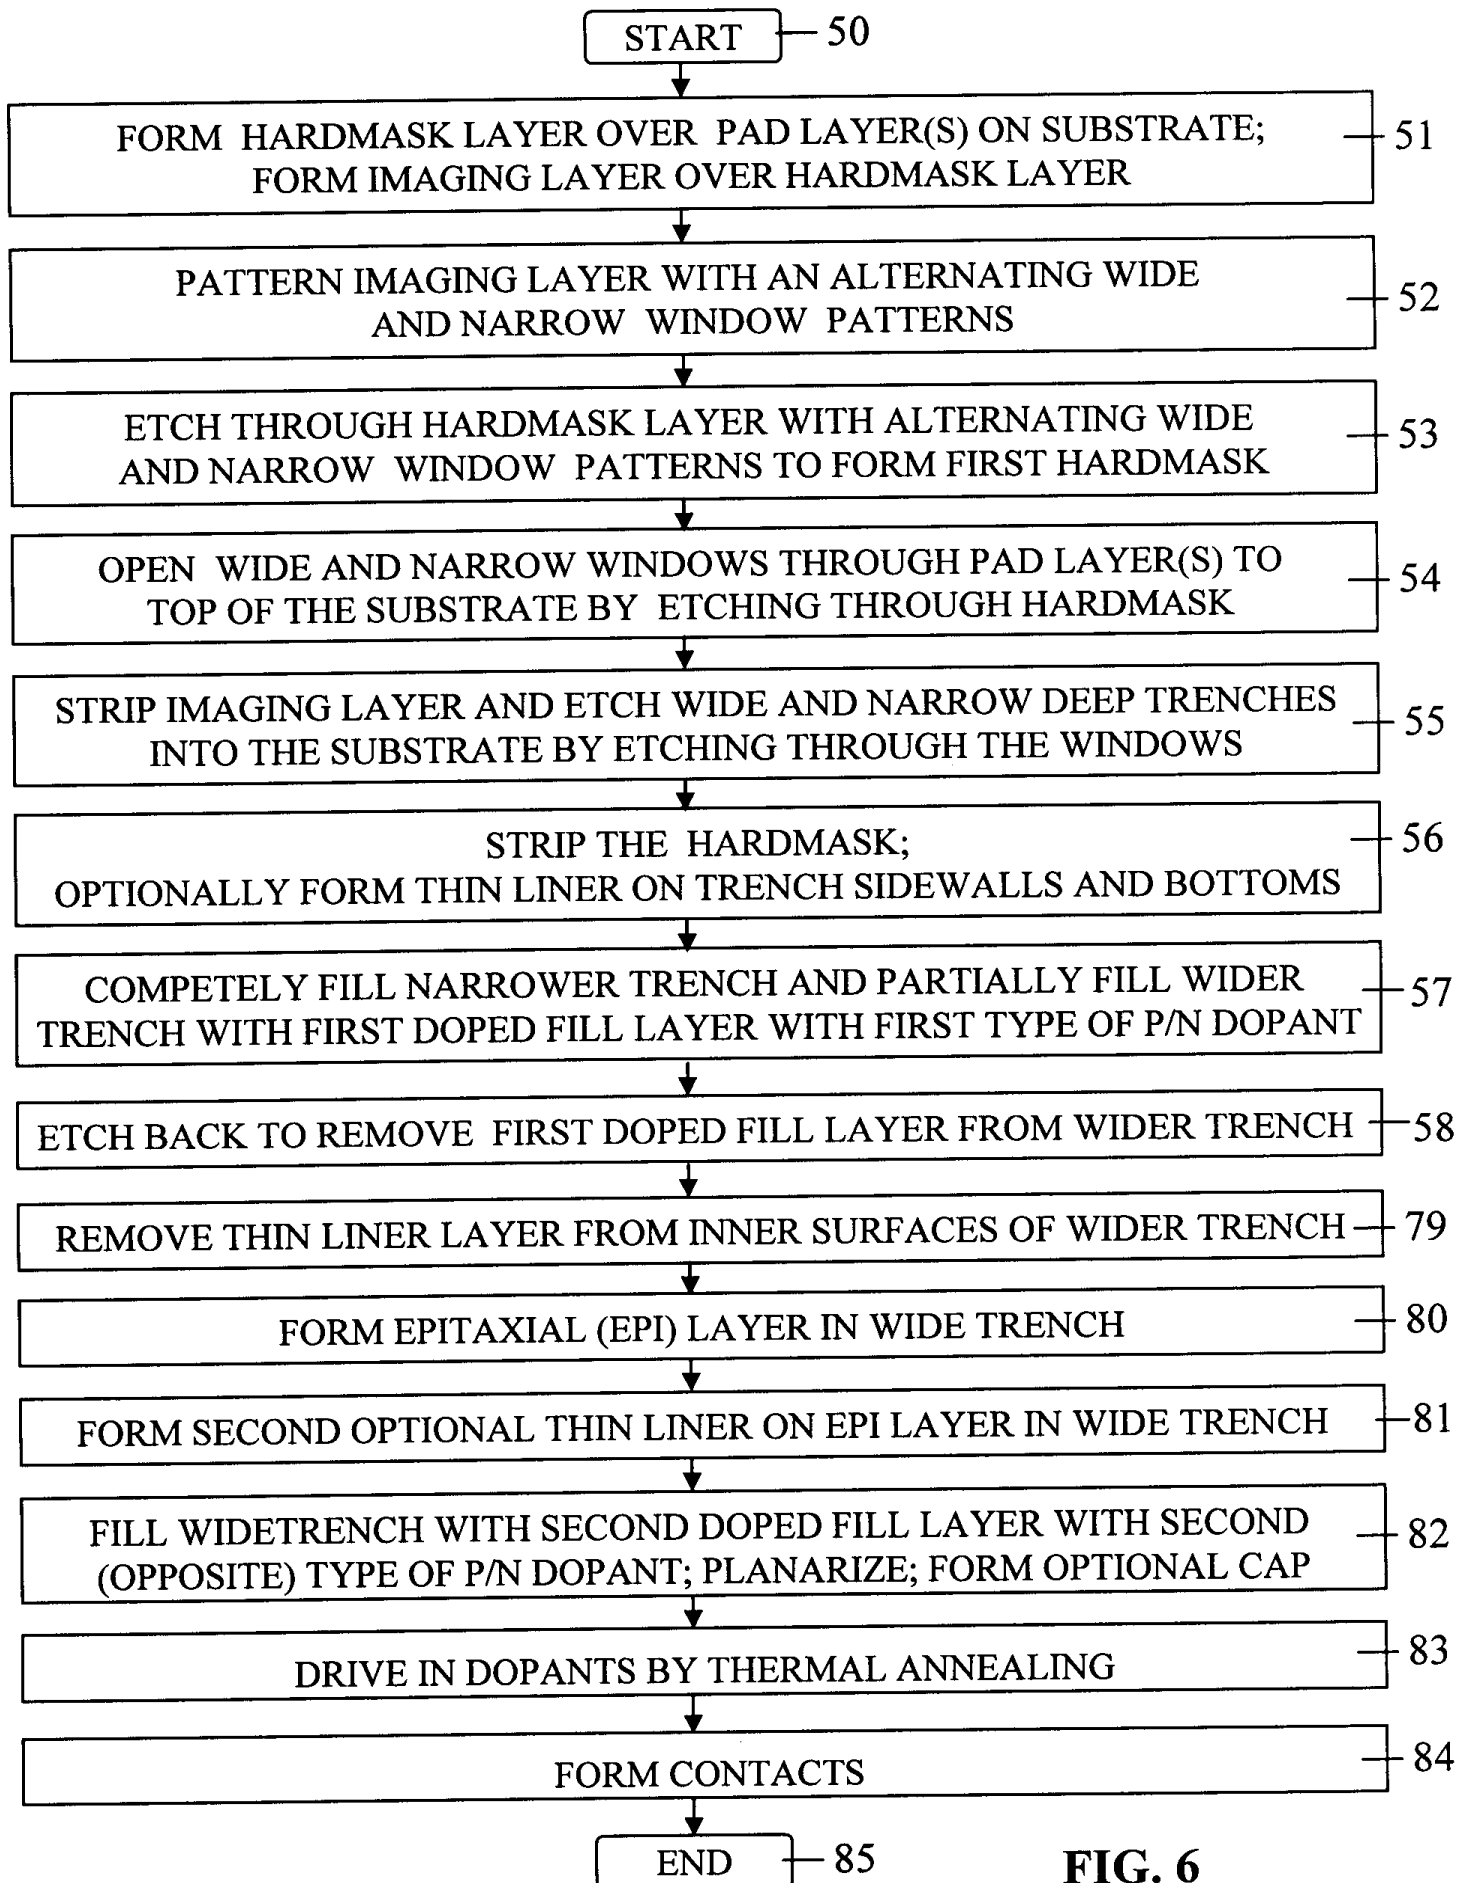 START
50
FORM HARDMASK LAYER OVER PAD LAYER(S) ON SUBSTRATE;
FORM IMAGING LAYER OVER HARDMASK LAYER
51
PATTERN IMAGING LAYER WITH AN ALTERNATING WIDE
AND NARROW WINDOW PATTERNS
52
ETCH THROUGH HARDMASK LAYER WITH ALTERNATING WIDE
AND NARROW WINDOW PATTERNS TO FORM FIRST HARDMASK
53
OPEN WIDE AND NARROW WINDOWS THROUGH PAD LAYER(S) TO
TOP OF THE SUBSTRATE BY ETCHING THROUGH HARDMASK
54
STRIP IMAGING LAYER AND ETCH WIDE AND NARROW DEEP TRENCHES
INTO THE SUBSTRATE BY ETCHING THROUGH THE WINDOWS
55
STRIP THE HARDMASK;
OPTIONALLY FORM THIN LINER ON TRENCH SIDEWALLS AND BOTTOMS
56
COMPETELY FILL NARROWER TRENCH AND PARTIALLY FILL WIDER
TRENCH WITH FIRST DOPED FILL LAYER WITH FIRST TYPE OF P/N DOPANT
57
ETCH BACK TO REMOVE FIRST DOPED FILL LAYER FROM WIDER TRENCH
58
REMOVE THIN LINER LAYER FROM INNER SURFACES OF WIDER TRENCH
79
FORM EPITAXIAL (EPI) LAYER IN WIDE TRENCH
80
FORM SECOND OPTIONAL THIN LINER ON EPI LAYER IN WIDE TRENCH
81
FILL WIDETRENCH WITH SECOND DOPED FILL LAYER WITH SECOND
(OPPOSITE) TYPE OF P/N DOPANT; PLANARIZE; FORM OPTIONAL CAP
82
DRIVE IN DOPANTS BY THERMAL ANNEALING
83
FORM CONTACTS
84
END
85
FIG. 6